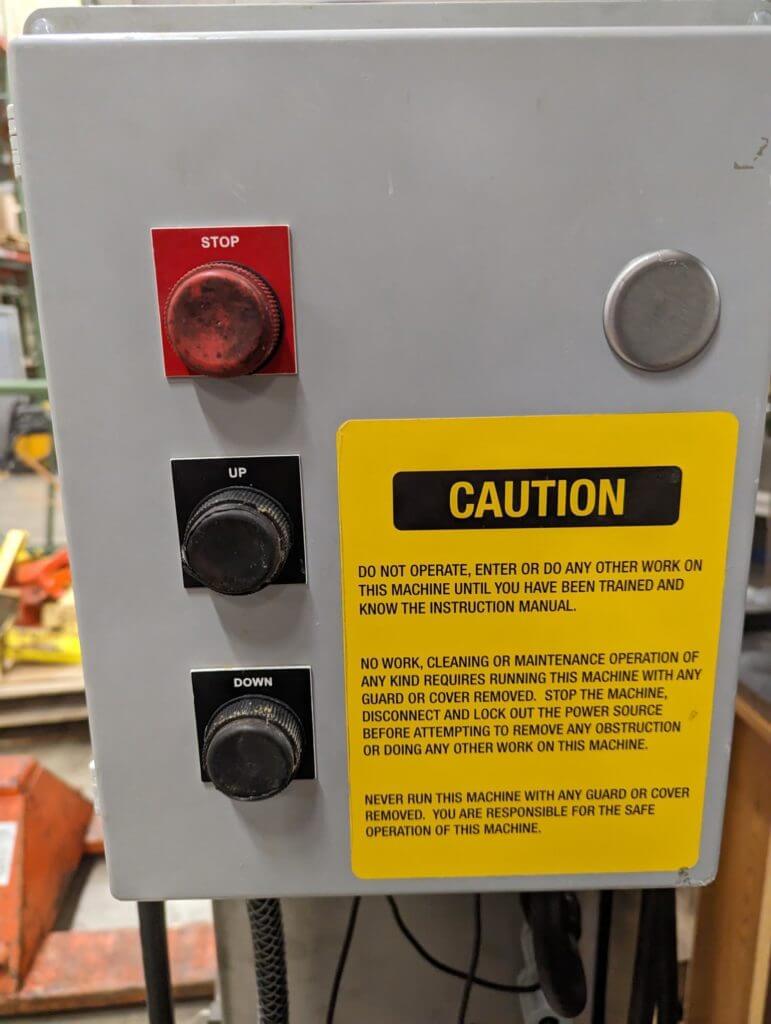 STOP
UP
DOWN
CAUTION
DO NOT OPERATE, ENTER OR DO ANY OTHER WORK ON
THIS MACHINE UNTIL YOU HAVE BEEN TRAINED AND
KNOW THE INSTRUCTION MANUAL.
NO WORK, CLEANING OR MAINTENANCE OPERATION OF
ANY KIND REQUIRES RUNNING THIS MACHINE WITH ANY
GUARD OR COVER REMOVED. STOP THE MACHINE,
DISCONNECT AND LOCK OUT THE POWER SOURCE
BEFORE ATTEMPTING TO REMOVE ANY OBSTRUCTION
OR DOING ANY OTHER WORK ON THIS MACHINE.
NEVER RUN THIS MACHINE WITH ANY GUARD OR COVER
REMOVED. YOU ARE RESPONSIBLE FOR THE SAFE
OPERATION OF THIS MACHINE.